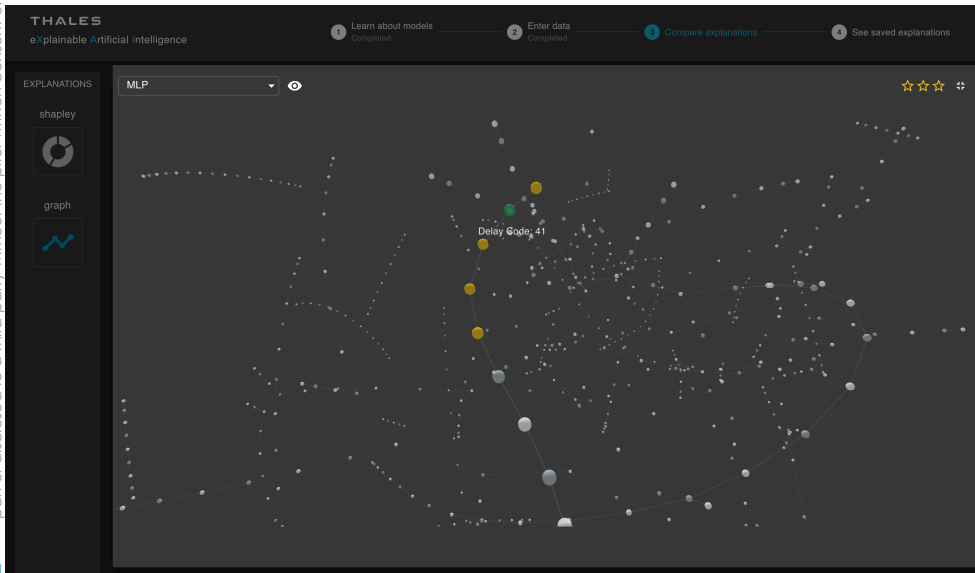 THALES
eXplainable Artificial Intelligence
1 Learn about models
Completed
2 Enter data
Completed
3 Compare explanations
4 See saved explanations
EXPLANATIONS
shapley
graph
MLP
Delay Code: 41